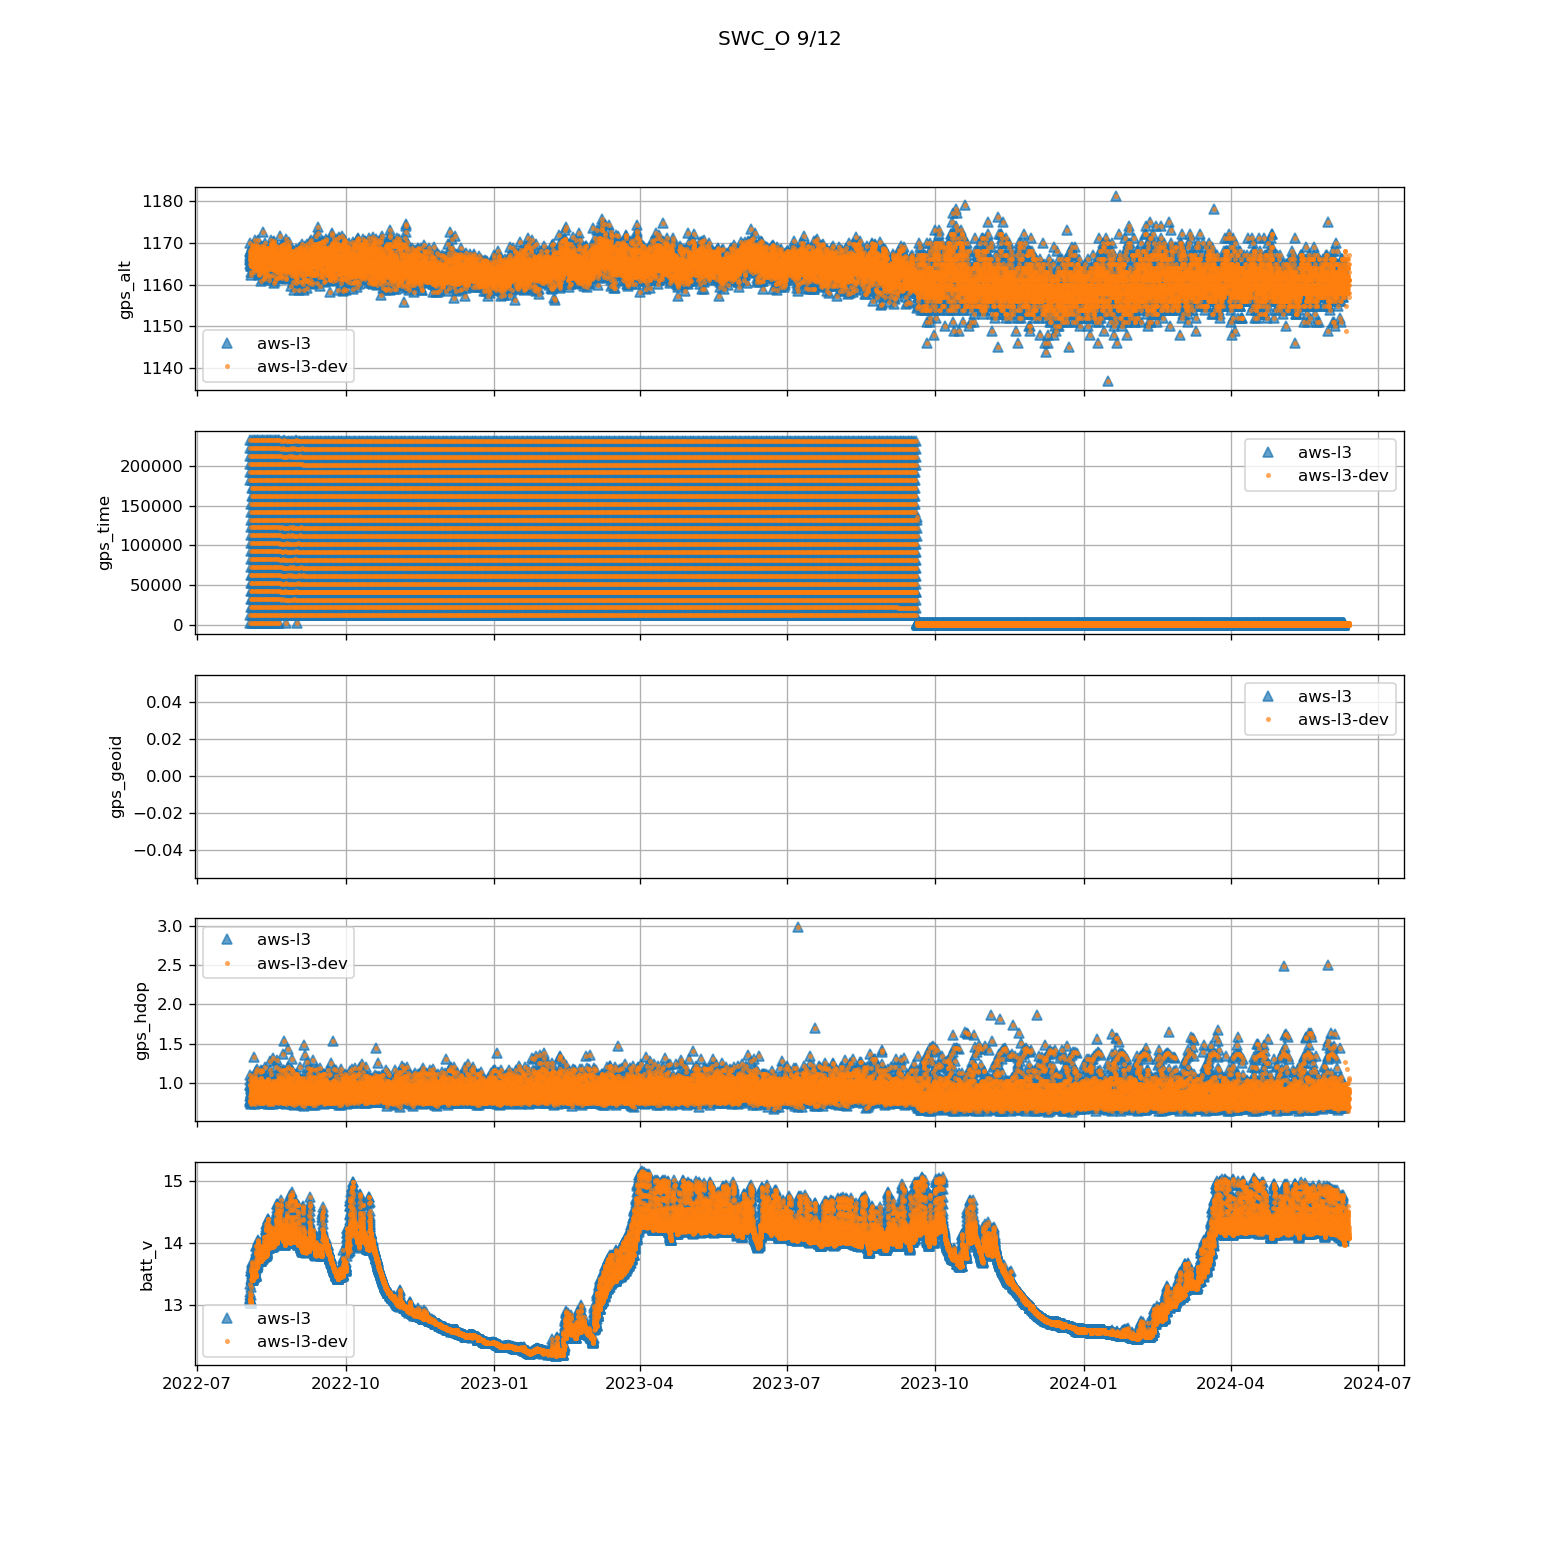 SWC_O 9/12
1180
1170
1160
1150
1140
gps_alt
aws-l3
aws-l3-dev
200000
150000
100000
50000
0
gps_time
aws-l3
aws-l3-dev
0.04
0.02
0.00
−0.02
−0.04
gps_geoid
aws-l3
aws-l3-dev
3.0
2.5
2.0
1.5
1.0
gps_hdop
aws-l3
aws-l3-dev
15
14
13
batt_v
aws-l3
aws-l3-dev
2022-07 2022-10 2023-01 2023-04 2023-07 2023-10 2024-01 2024-04 2024-07